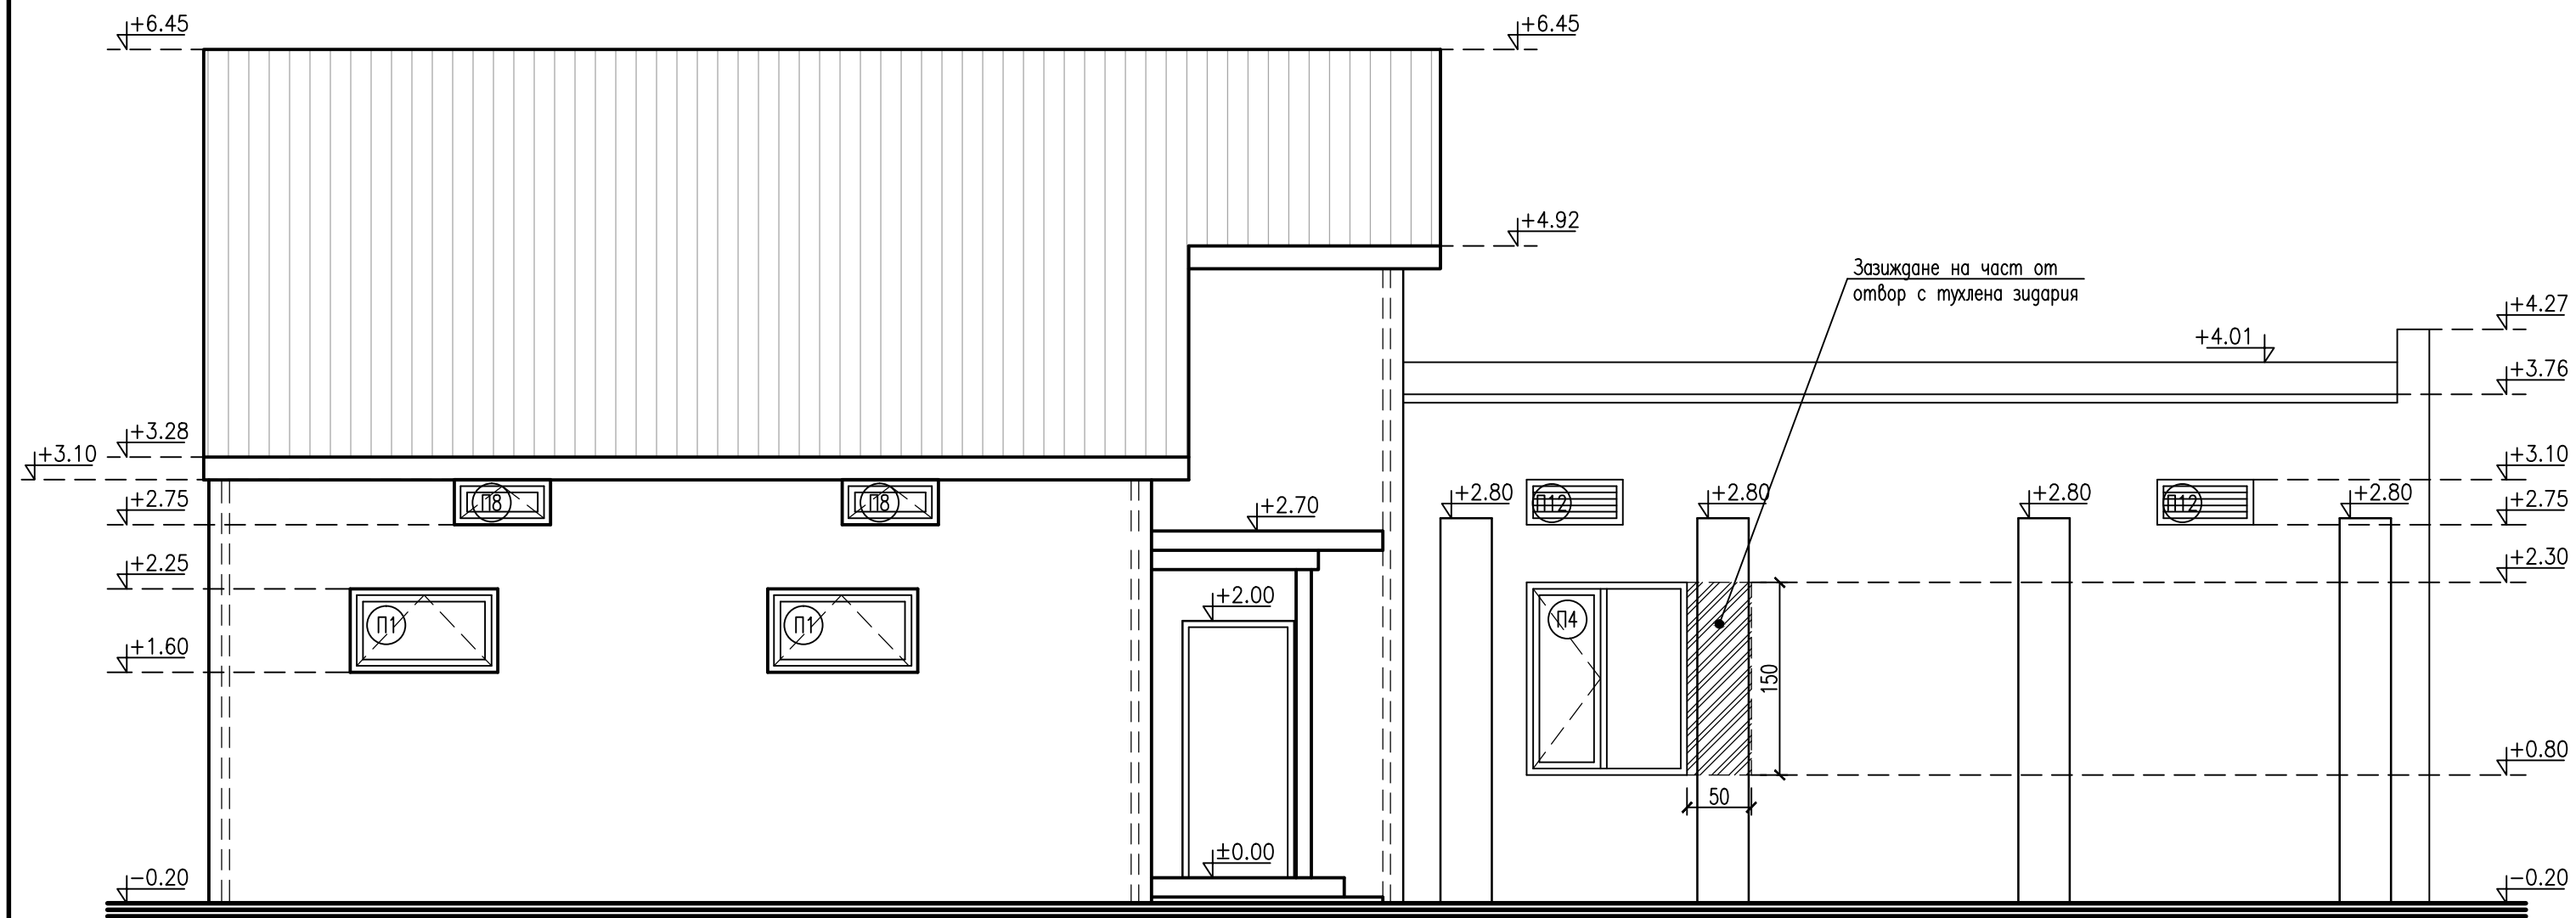 +6.45
+6.45
+4.92
Зазиждане на част от
отвор с тухлена зидария
+4.27
+4.01
+3.76
+3.28
+3.10
+3.10
+2.75
П8
П8
+2.70
+2.80
П12
+2.80
+2.80
П12
+2.80
+2.75
+2.25
+2.30
П1
П1
+2.00
П4
+1.60
150
+0.80
50
±0.00
-0.20
-0.20